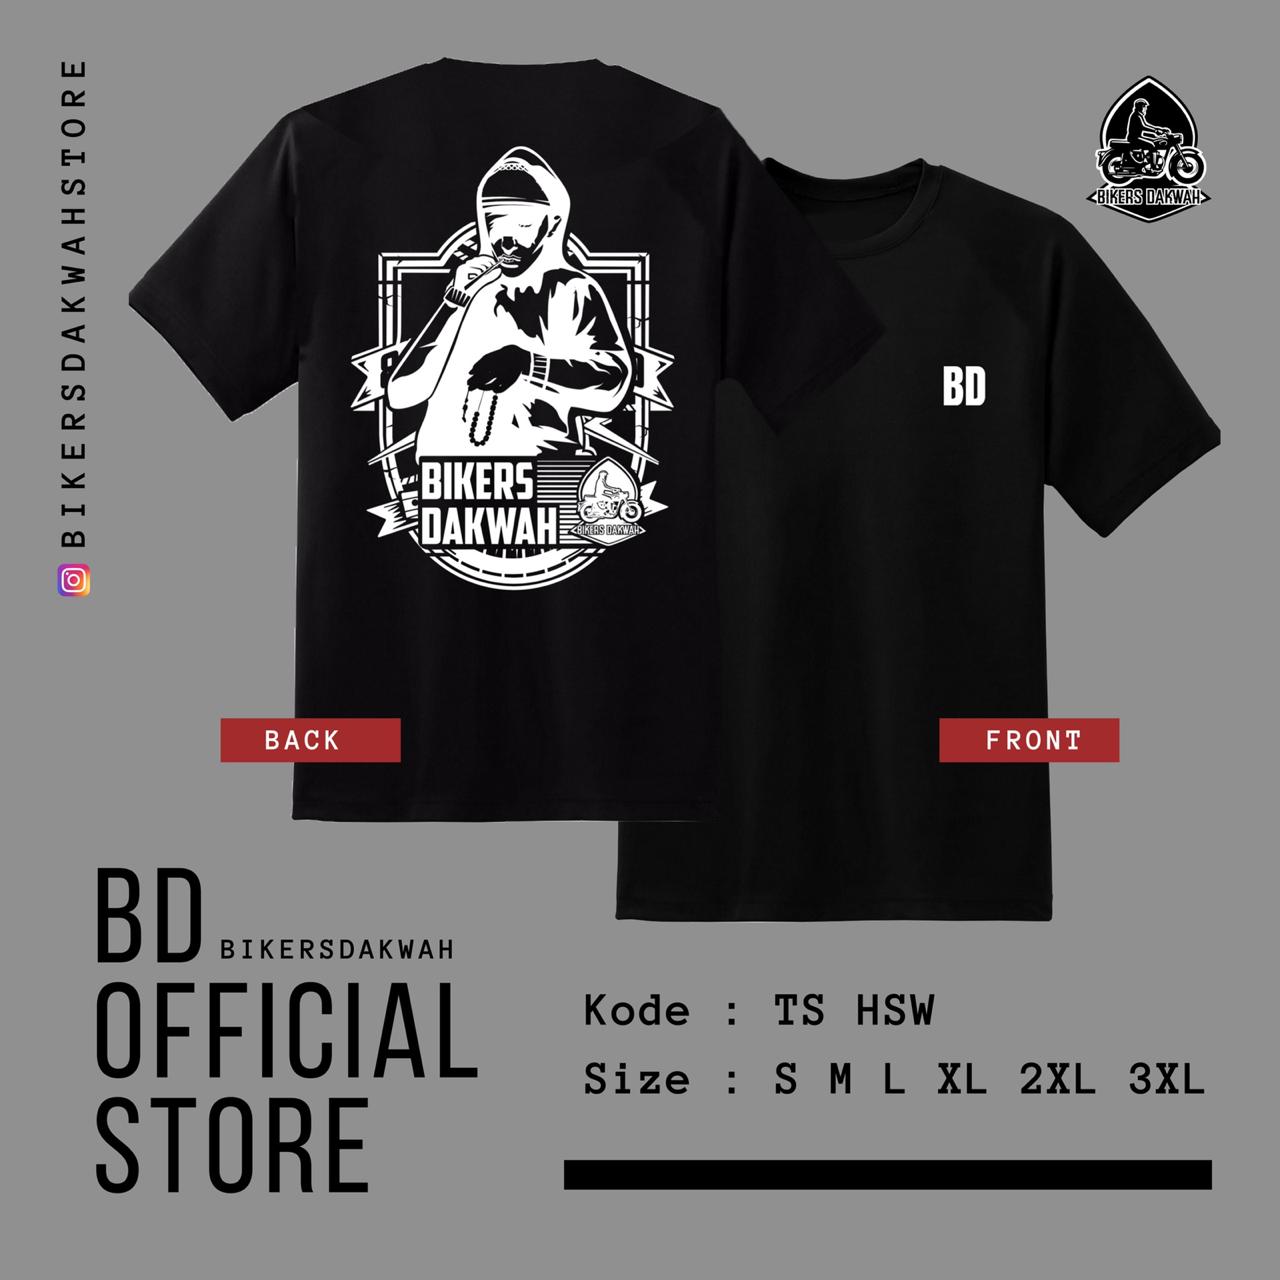 BIKERSDAKWAHSTORE
BIKERS DAKWAH
BD
BIKERS
DAKWAH
BIKERS DAKWAH
BACK
FRONT
BD BIKERSDAKWAH
OFFICIAL
STORE
Kode : TS HSW
Size : S M L XL 2XL 3XL